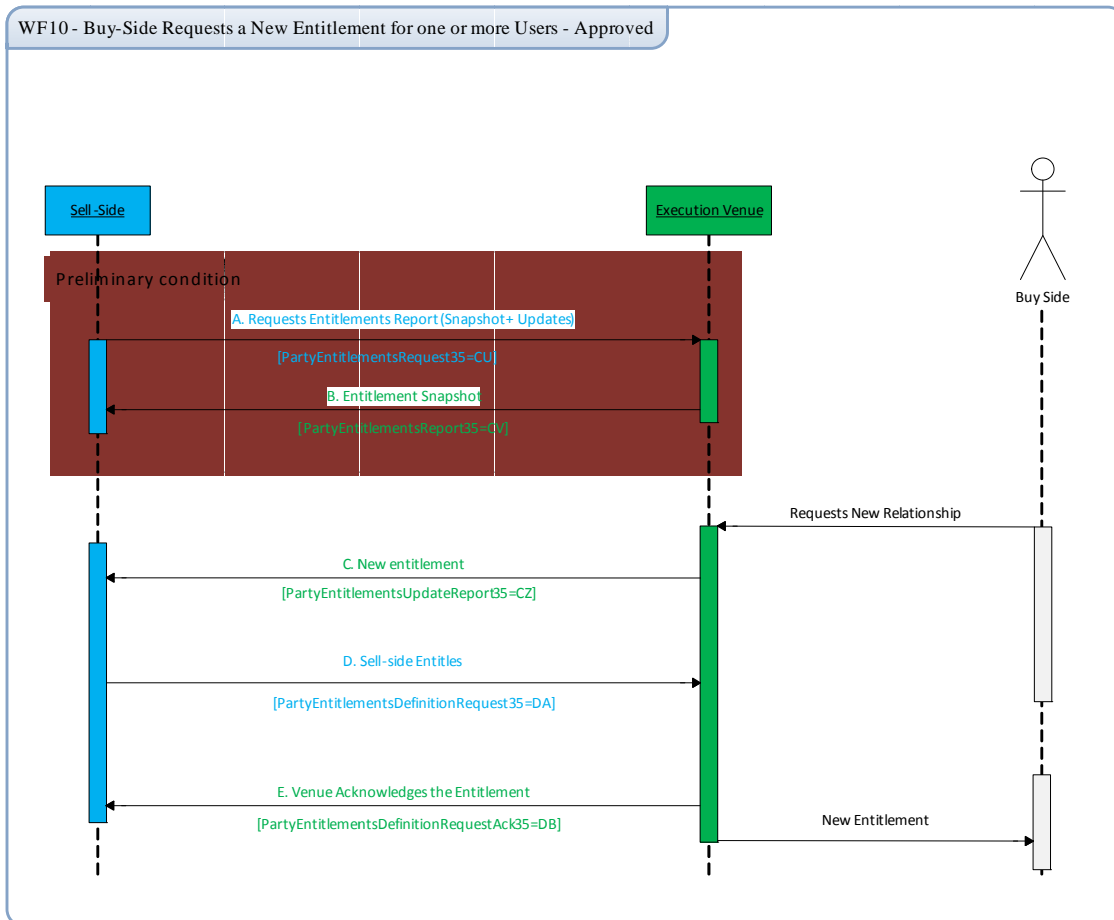 WF10 - Buy-Side Requests a New Entitlement for one or more Users - Approved
Sell-Side
Execution Venue
Buy Side
Preliminary condition
A. Requests Entitlements Report (Snapshot+ Updates)
[PartyEntitlementsRequest35=CU]
B. Entitlement Snapshot
[PartyEntitlementsReport35=CV]
Requests New Relationship
C. New entitlement
[PartyEntitlementsUpdateReport35=CZ]
D. Sell-side Entitles
[PartyEntitlementsDefinitionRequest35=DA]
E. Venue Acknowledges the Entitlement
[PartyEntitlementsDefinitionRequestAck35=DB]
New Entitlement